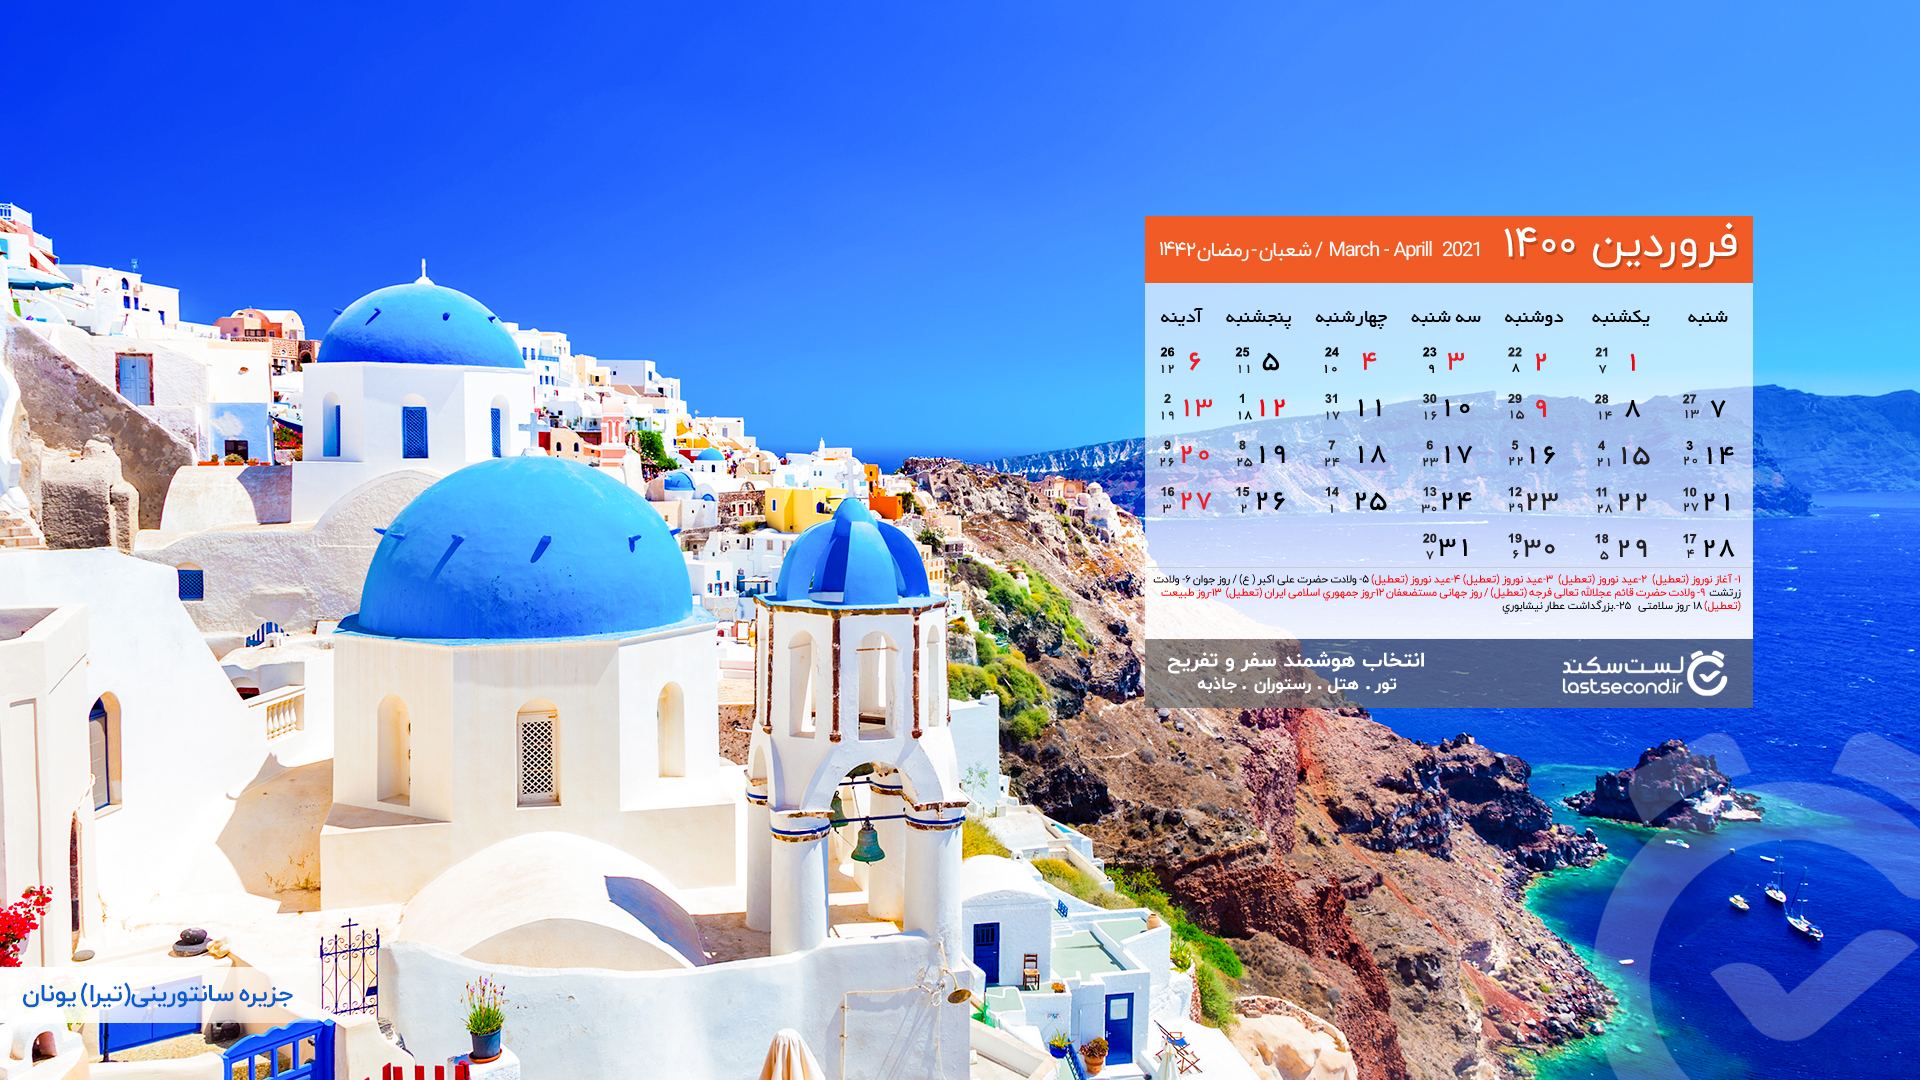 فروردین ۱۴۰۰ March - Aprill 2021 / شعبان - رمضان ۱۴۴۲
شنبه یکشنبه دوشنبه سه شنبه چهارشنبه پنجشنبه آدینه
۱ 21 ۷ ۲ 22 ۸ ۳ 23 ۹ ۴ 24 ۱۰ ۵ 25 ۱۱ ۶ 26 ۱۲
۷ 27 ۱۳ ۸ 28 ۱۴ ۹ 29 ۱۵ ۱۰ 30 ۱۶ ۱۱ 31 ۱۷ ۱۲ 1 ۱۸ ۱۳ 2 ۱۹
۱۴ 3 ۲۰ ۱۵ 4 ۲۱ ۱۶ 5 ۲۲ ۱۷ 6 ۲۳ ۱۸ 7 ۲۴ ۱۹ 8 ۲۵ ۲۰ 9 ۲۶
۲۱ 10 ۲۷ ۲۲ 11 ۲۸ ۲۳ 12 ۲۹ ۲۴ 13 ۳۰ ۲۵ 14 ۱ ۲۶ 15 ۲ ۲۷ 16 ۳
۲۸ 17 ۴ ۲۹ 18 ۵ ۳۰ 19 ۶ ۳۱ 20 ۷
۱- آغاز نوروز (تعطیل) ۲-عید نوروز (تعطیل) ۳-عید نوروز (تعطیل) ۴-عید نوروز (تعطیل) ۵- ولادت حضرت علی اکبر ( ع) / روز جوان ۶- ولادت
زرتشت ۹- ولادت حضرت قائم عجلالله تعالی فرجه (تعطیل) / روز جهانی مستضعفان ۱۲-روز جمهوري اسلامی ایران (تعطیل) ۱۳-روز طبیعت
(تعطیل) ۱۸ -روز سلامتی ۲۵-.بزرگداشت عطار نیشابوري
لست‌سکند
lastsecond.ir
انتخاب هوشمند سفر و تفریح
تور . هتل . رستوران . جاذبه
جزیره سانتورینی(تیرا) یونان